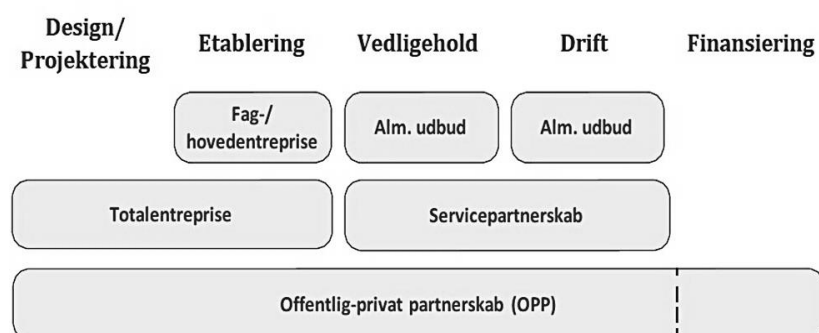 Design/
Projektering
Etablering
Vedligehold
Drift
Finansiering
Fag-/
hovedentreprise
Alm. udbud
Alm. udbud
Totalentreprise
Servicepartnerskab
Offentlig-privat partnerskab (OPP)